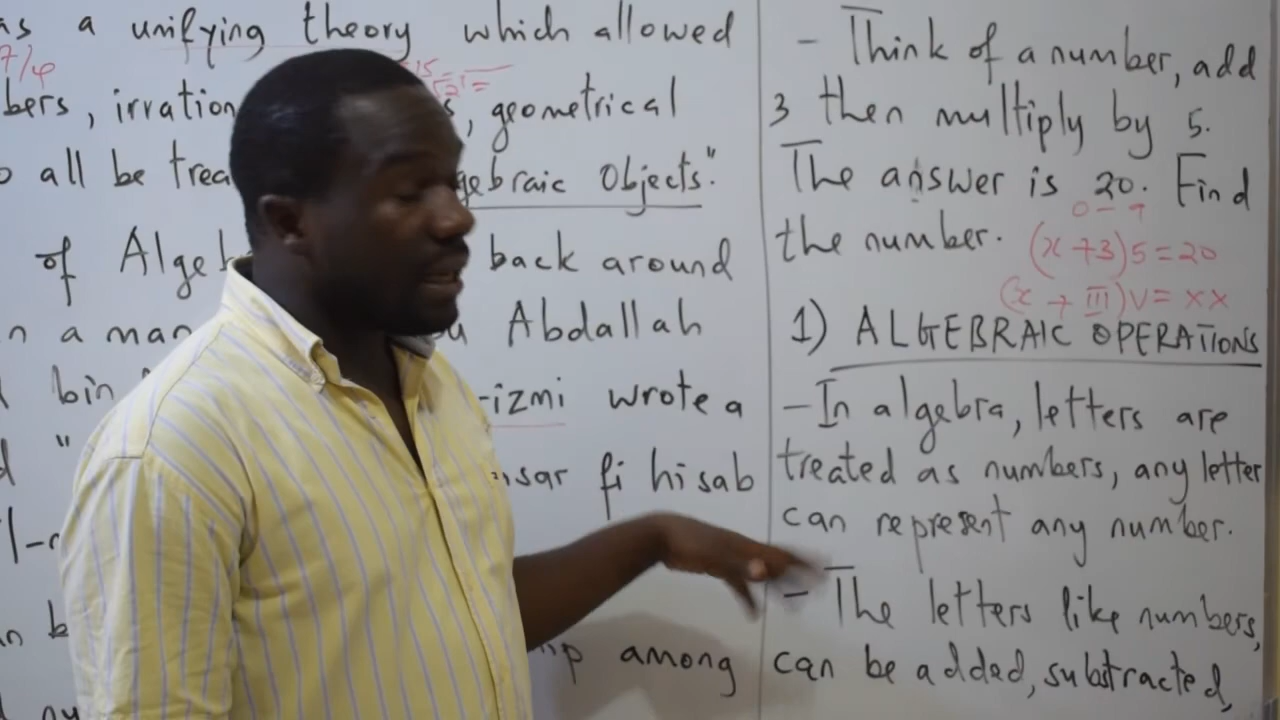 as a unifying theory which allowed
bers, irration
, geometrical
o all be trea
gebraic Objects".
of Algeb
back around
n a man
u Abdallah
bin
-izmi wrote a
nsar fi hisab
among
- Think of a number, add
3 then multiply by 5.
The answer is 20. Find
the number.
0 - 9
(x + 3)5 = 20
(x + III)V = XX
1) ALGEBRAIC OPERATIONS
- In algebra, letters are
treated as numbers, any letter
can represent any number.
- The letters like numbers,
can be added, substracted,